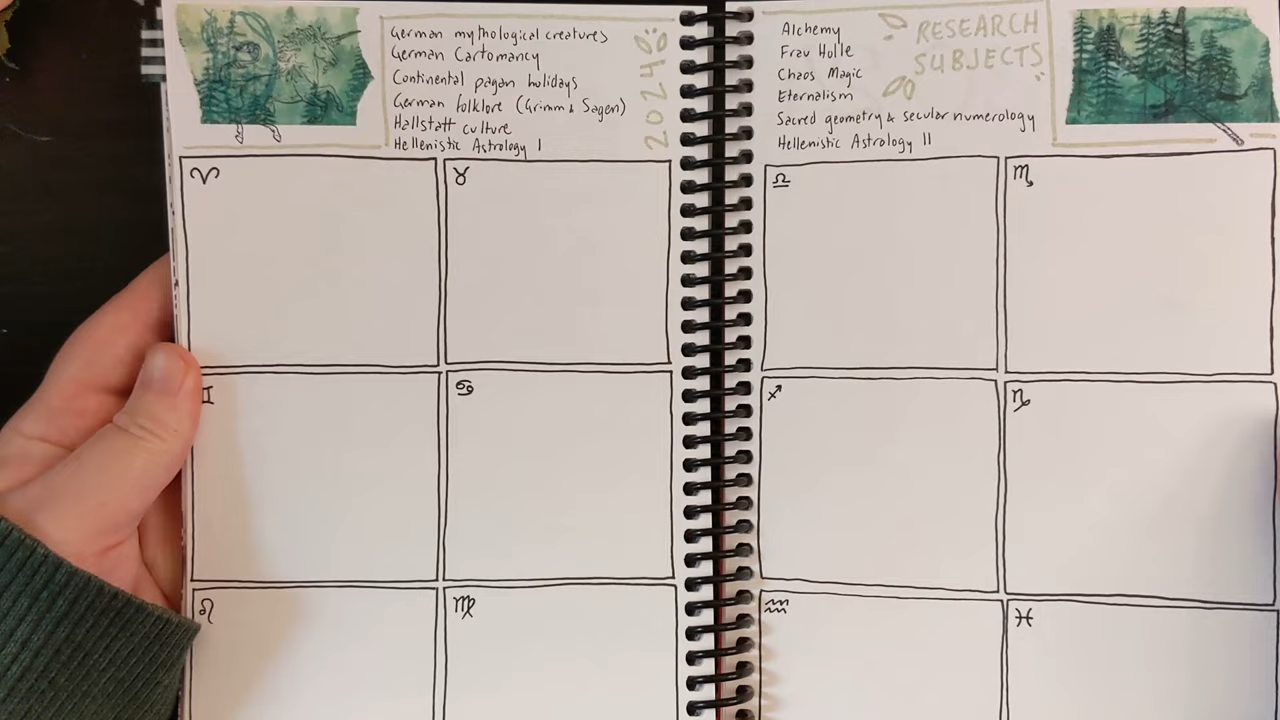 German mythological creatures
German Cartomancy
Continental pagan holidays
German folklore (Grimm & Sagen)
Hallstatt culture
Hellenistic Astrology I
2024
Alchemy
Frau Holle
Chaos Magic
Eternalism
Sacred geometry & secular numerology
Hellenistic Astrology II
RESEARCH
SUBJECTS
♈ ♉
♎ ♏
♊ ♋
♐ ♑
♌ ♍
♒ ♓